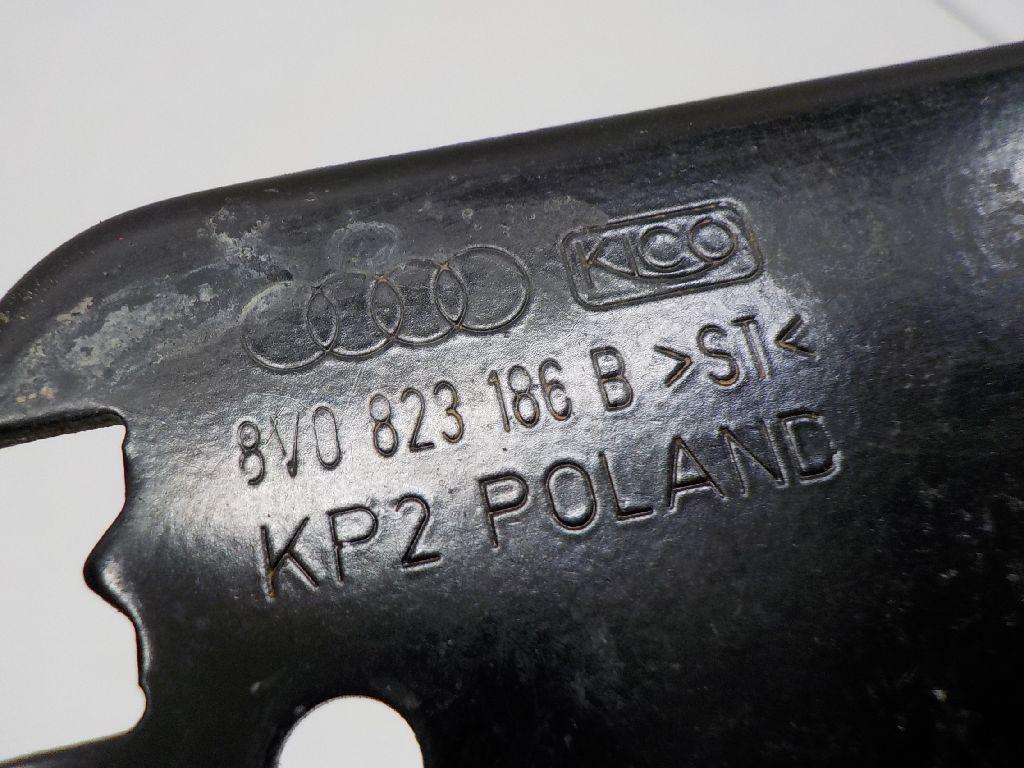 KICO
8V0 823 186 B >ST<
KP2 POLAND